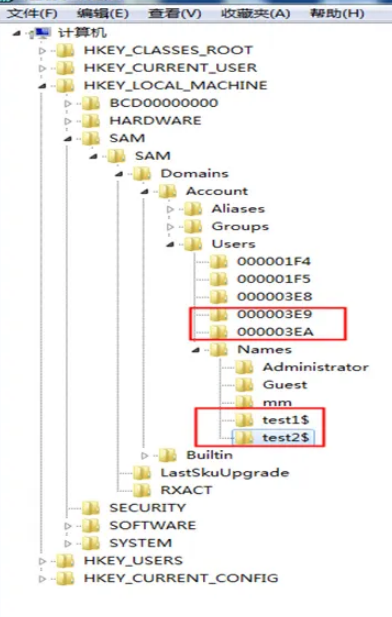 文件(F) 编辑(E) 查看(V) 收藏夹(A) 帮助(H)
计算机
HKEY_CLASSES_ROOT
HKEY_CURRENT_USER
HKEY_LOCAL_MACHINE
BCD00000000
HARDWARE
SAM
SAM
Domains
Account
Aliases
Groups
Users
000001F4
000001F5
000003E8
000003E9
000003EA
Names
Administrator
Guest
mm
test1$
test2$
Builtin
LastSkuUpgrade
RXACT
SECURITY
SOFTWARE
SYSTEM
HKEY_USERS
HKEY_CURRENT_CONFIG